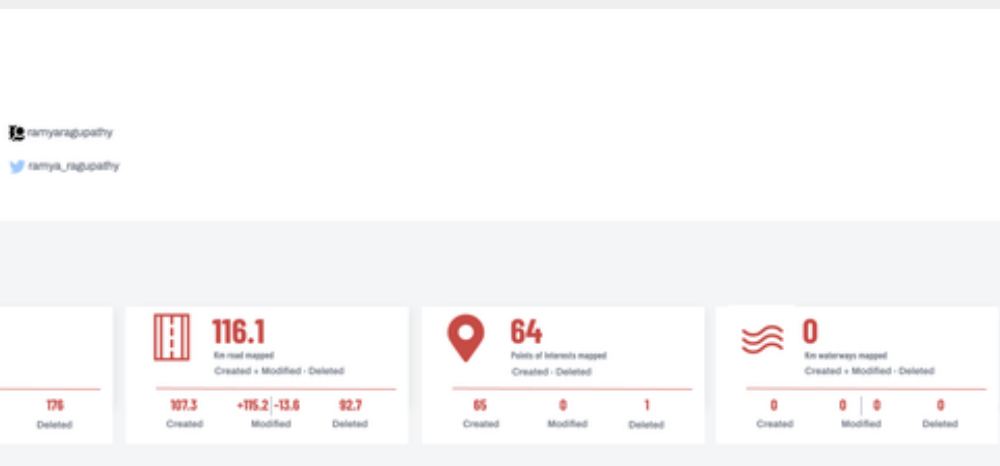 ramyaragupathy
ramya_ragupathy
176
Deleted
116.1
Km road mapped
Created + Modified - Deleted
107.3 +115.2 -13.6 92.7
Created Modified Deleted
64
Points of Interests mapped
Created - Deleted
65 0 1
Created Modified Deleted
0
Km waterways mapped
Created + Modified - Deleted
0 0 0 0
Created Modified Deleted